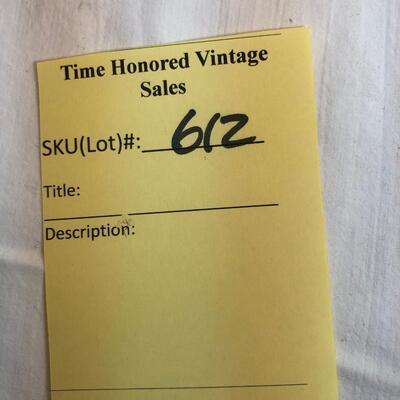 Time Honored Vintage
Sales
SKU(Lot)#: 612
Title:
Description: